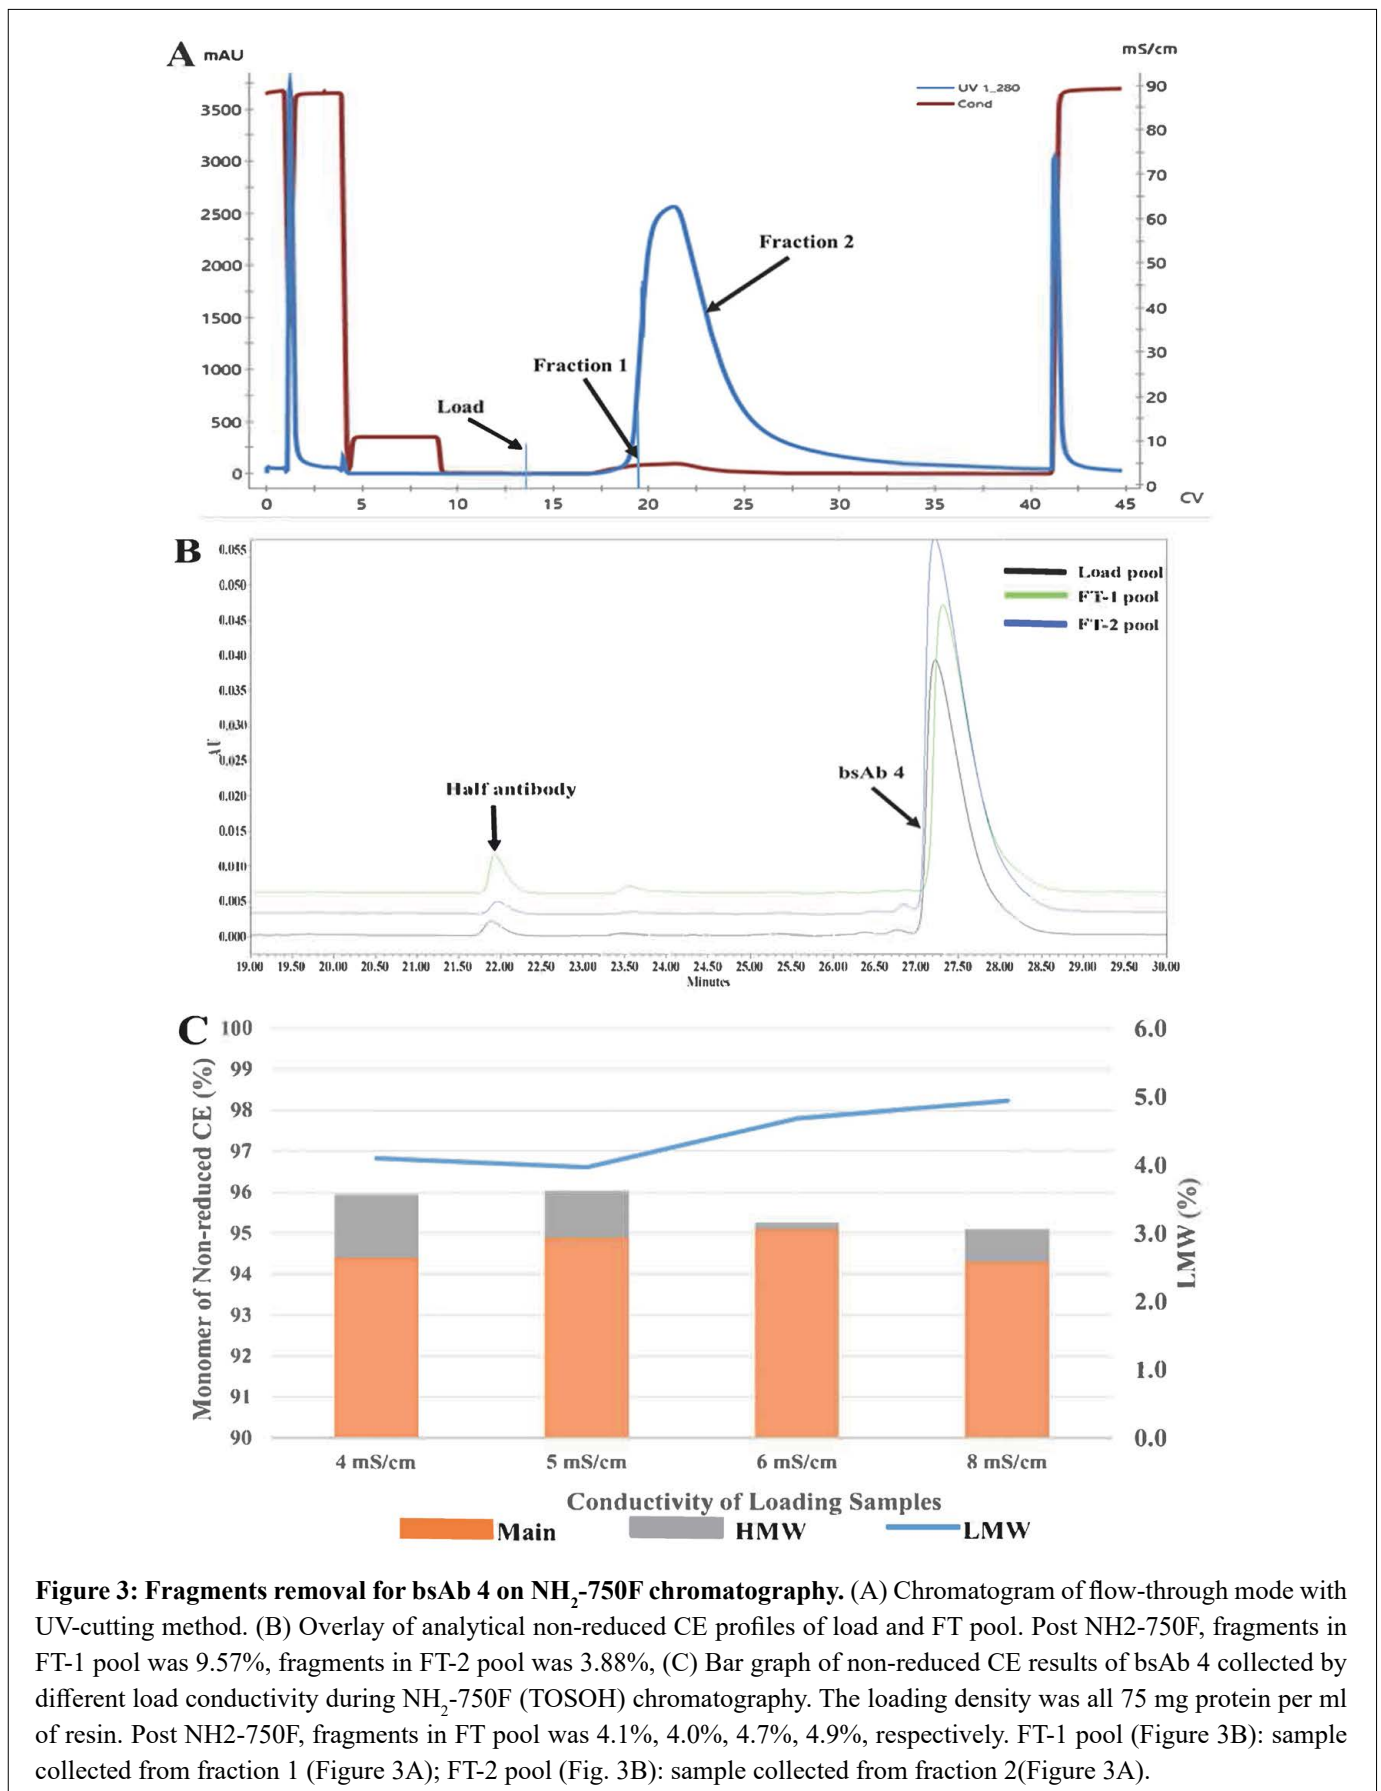 A
mAU
mS/cm
UV 1_280
Cond
3500
3000
2500
2000
1500
1000
500
0
90
80
70
60
50
40
30
20
10
0
Fraction 2
Fraction 1
Load
0 5 10 15 20 25 30 35 40 45
CV
B
0.055
0.050
0.045
0.040
0.035
0.030
0.025
0.020
0.015
0.010
0.005
0.000
AU
Load pool
FT-1 pool
FT-2 pool
bsAb 4
Half antibody
19.00 19.50 20.00 20.50 21.00 21.50 22.00 22.50 23.00 23.50 24.00 24.50 25.00 25.50 26.00 26.50 27.00 27.50 28.00 28.50 29.00 29.50 30.00
Minutes
C
Monomer of Non-reduced CE (%)
100
99
98
97
96
95
94
93
92
91
90
6.0
5.0
4.0
3.0
2.0
1.0
0.0
LMW (%)
4 mS/cm 5 mS/cm 6 mS/cm 8 mS/cm
Conductivity of Loading Samples
Main HMW LMW
Figure 3: Fragments removal for bsAb 4 on NH₂-750F chromatography. (A) Chromatogram of flow-through mode with
UV-cutting method. (B) Overlay of analytical non-reduced CE profiles of load and FT pool. Post NH2-750F, fragments in
FT-1 pool was 9.57%, fragments in FT-2 pool was 3.88%, (C) Bar graph of non-reduced CE results of bsAb 4 collected by
different load conductivity during NH₂-750F (TOSOH) chromatography. The loading density was all 75 mg protein per ml
of resin. Post NH2-750F, fragments in FT pool was 4.1%, 4.0%, 4.7%, 4.9%, respectively. FT-1 pool (Figure 3B): sample
collected from fraction 1 (Figure 3A); FT-2 pool (Fig. 3B): sample collected from fraction 2(Figure 3A).